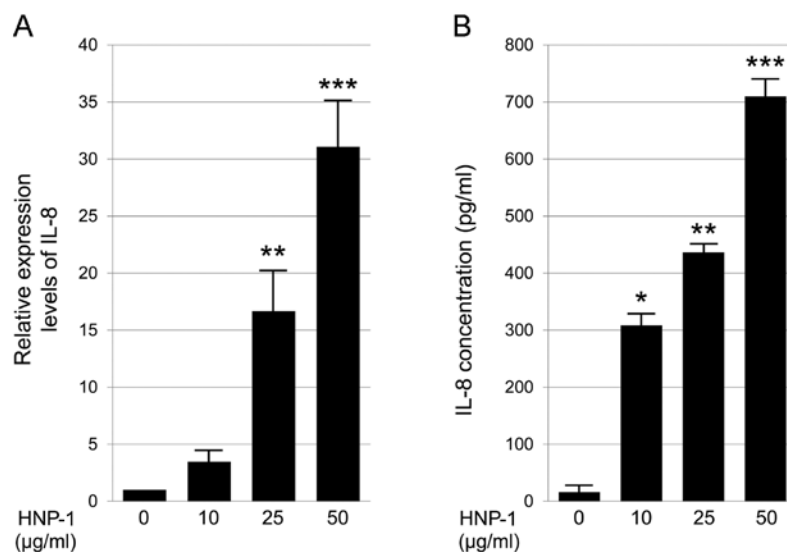 A
Relative expression
levels of IL-8
40
35
30
25
20
15
10
5
0
**
***
HNP-1
(µg/ml)
0 10 25 50
B
IL-8 concentration (pg/ml)
800
700
600
500
400
300
200
100
0
*
**
***
HNP-1
(µg/ml)
0 10 25 50